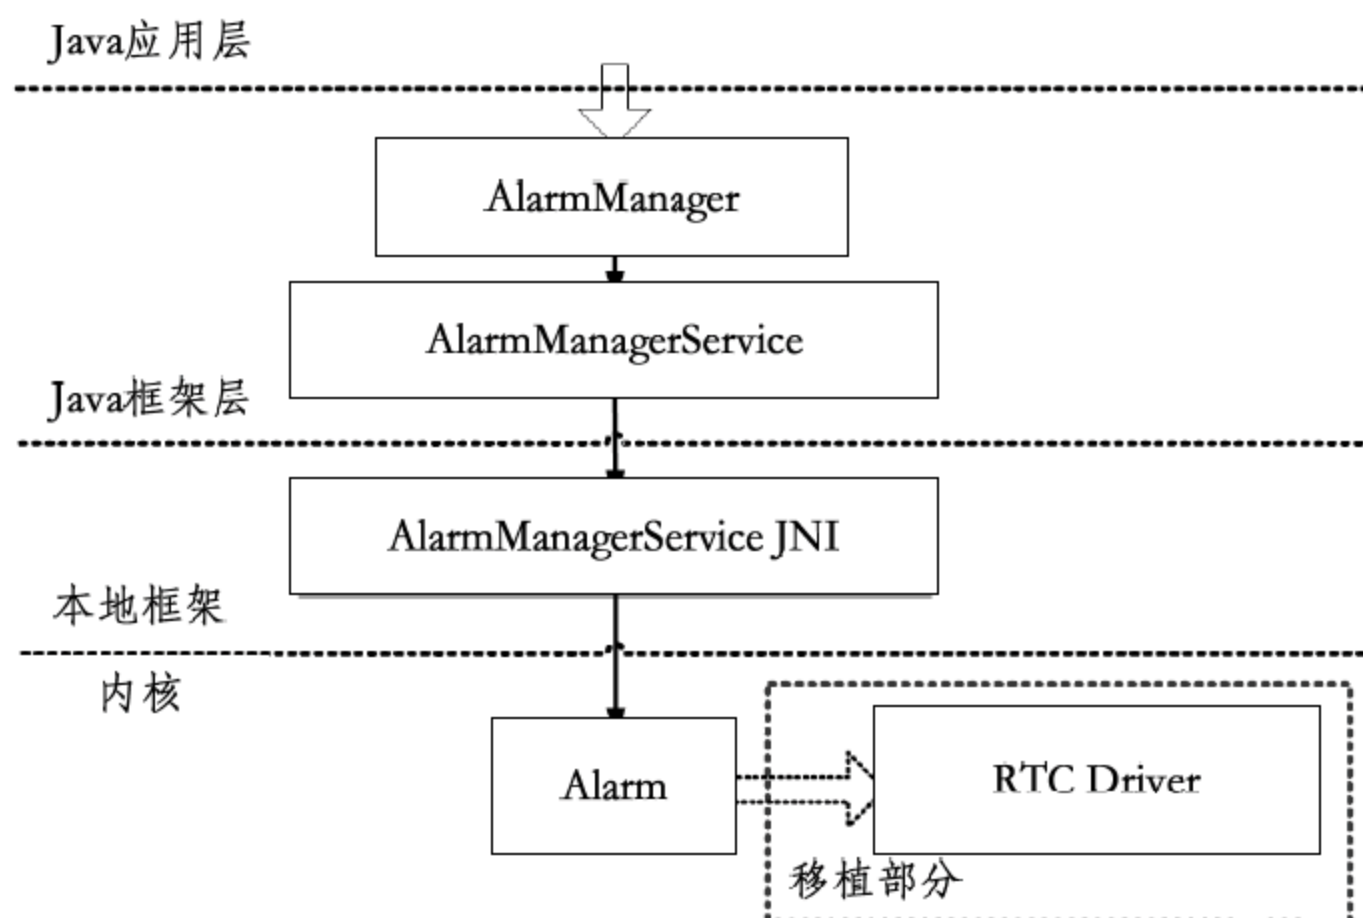 Java应用层
AlarmManager
AlarmManagerService
Java框架层
AlarmManagerService JNI
本地框架
内核
Alarm
RTC Driver
移植部分